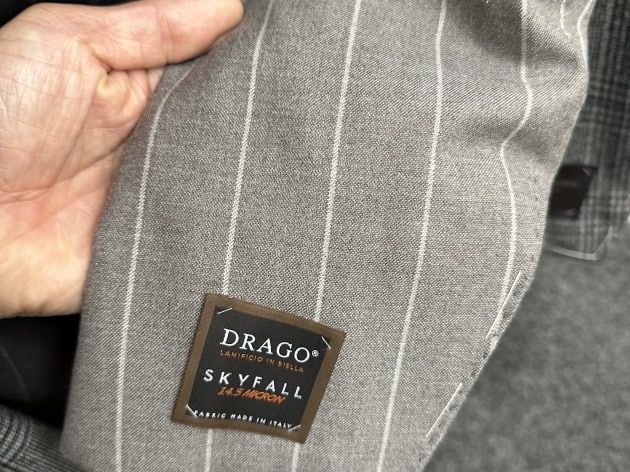 DRAGO®
LANIFICIO IN BIELLA
SKYFALL
14.5 MICRON
FABRIC MADE IN ITALY